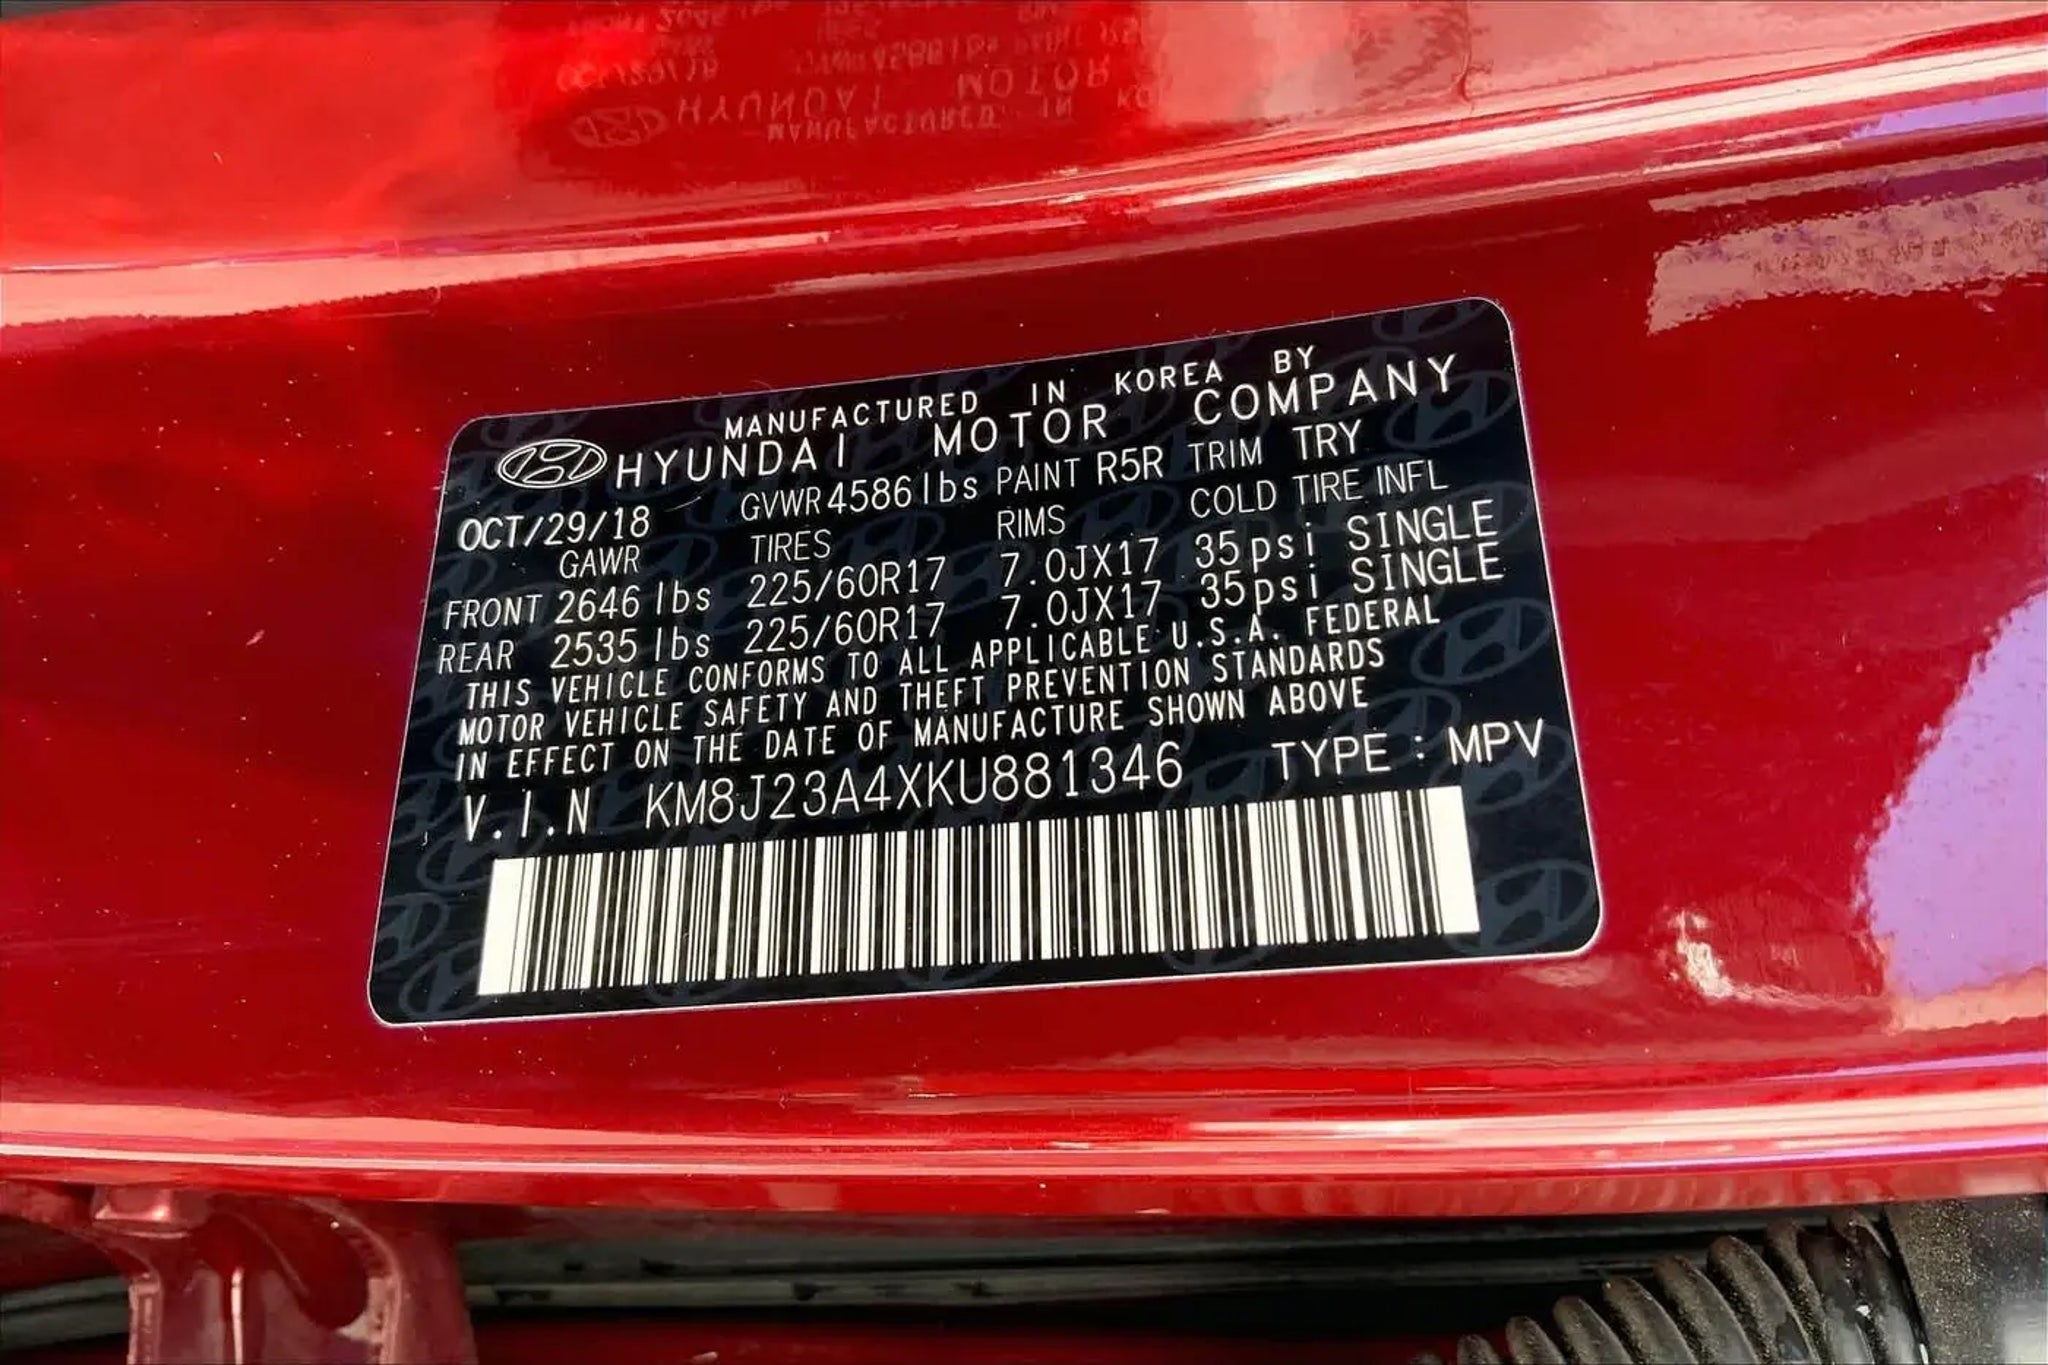 MANUFACTURED IN KOREA BY
HYUNDAI MOTOR COMPANY
OCT/29/18 GVWR 4586 lbs PAINT R5R TRIM TRY
GAWR TIRES RIMS COLD TIRE INFL
FRONT 2646 lbs 225/60R17 7.0JX17 35psi SINGLE
REAR 2535 lbs 225/60R17 7.0JX17 35psi SINGLE
THIS VEHICLE CONFORMS TO ALL APPLICABLE U.S.A. FEDERAL
MOTOR VEHICLE SAFETY AND THEFT PREVENTION STANDARDS
IN EFFECT ON THE DATE OF MANUFACTURE SHOWN ABOVE
V.I.N KM8J23A4XKU881346 TYPE : MPV